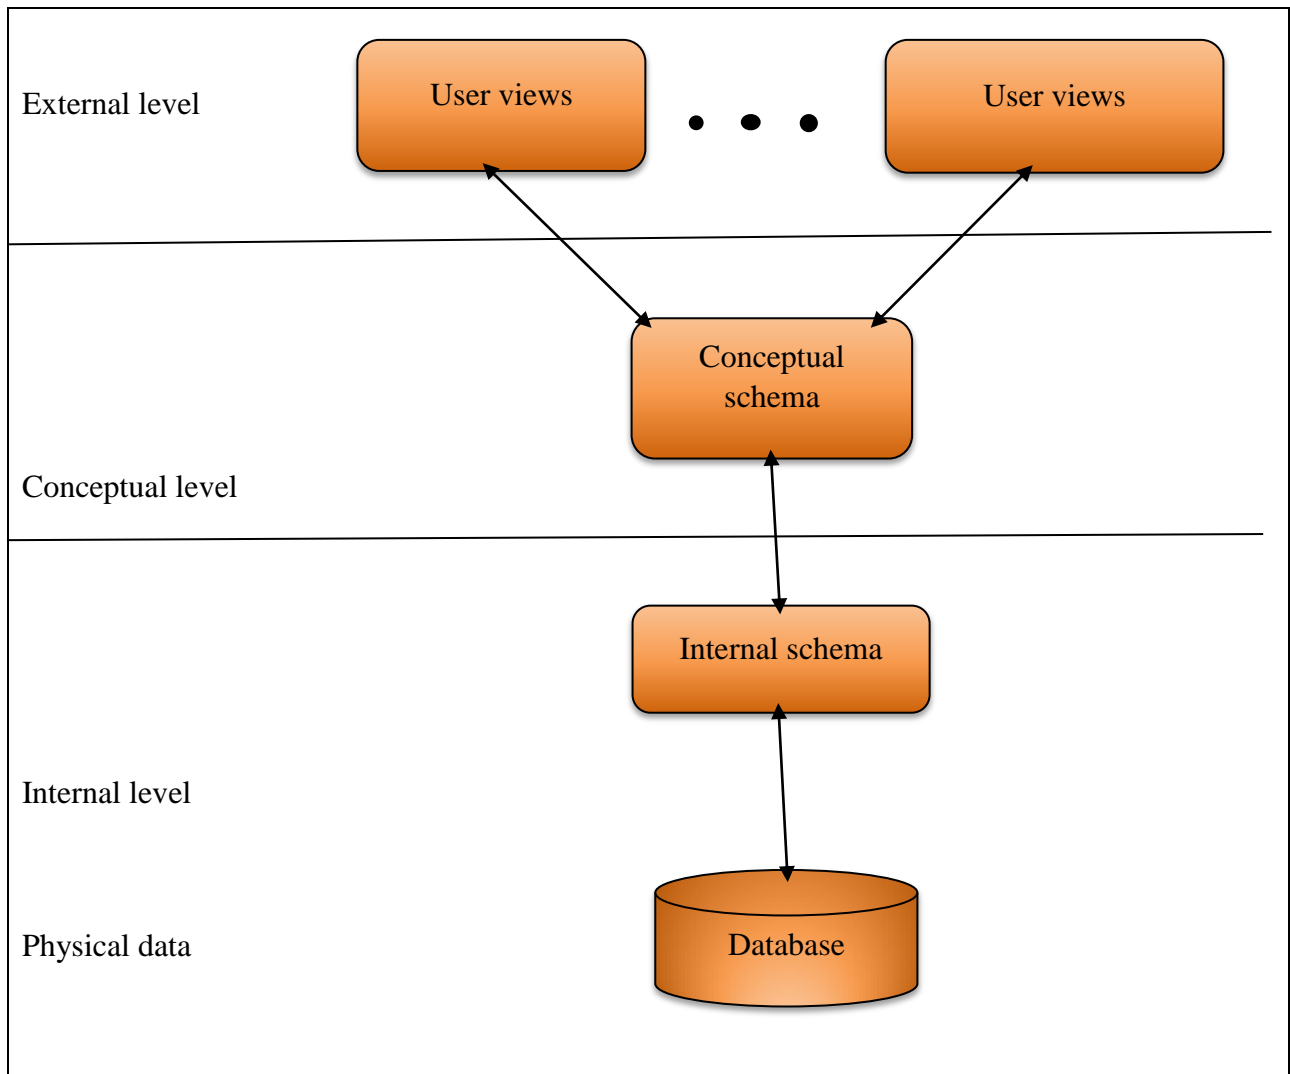 External level
User views
User views
Conceptual
schema
Conceptual level
Internal schema
Internal level
Physical data
Database